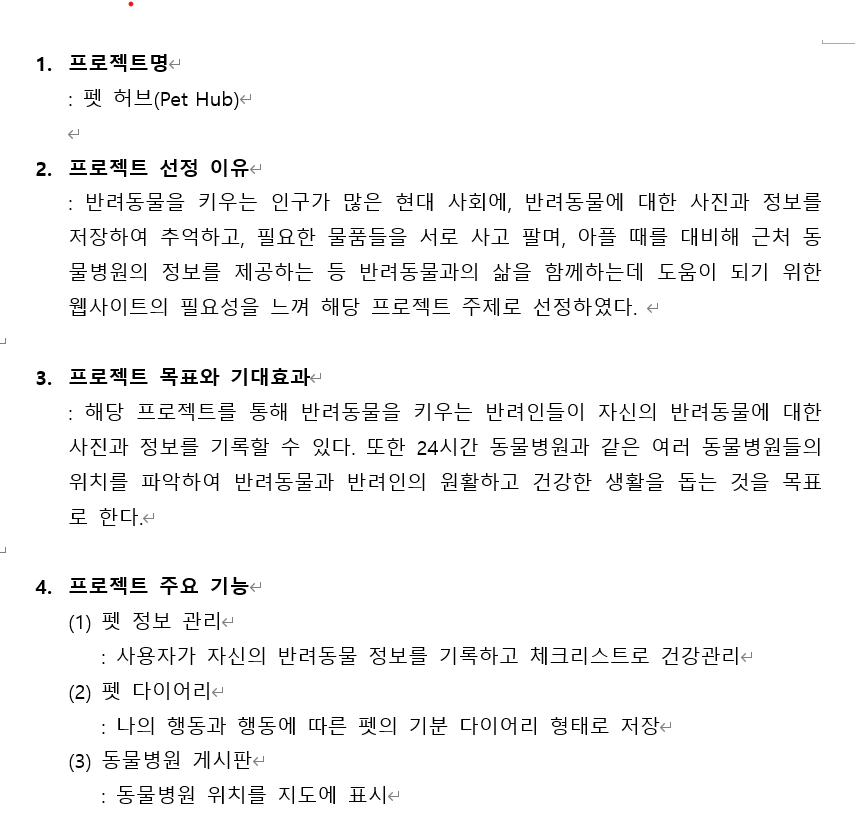 1. 프로젝트명
: 펫 허브(Pet Hub)
2. 프로젝트 선정 이유
: 반려동물을 키우는 인구가 많은 현대 사회에, 반려동물에 대한 사진과 정보를
저장하여 추억하고, 필요한 물품들을 서로 사고 팔며, 아플 때를 대비해 근처 동
물병원의 정보를 제공하는 등 반려동물과의 삶을 함께하는데 도움이 되기 위한
웹사이트의 필요성을 느껴 해당 프로젝트 주제로 선정하였다.
3. 프로젝트 목표와 기대효과
: 해당 프로젝트를 통해 반려동물을 키우는 반려인들이 자신의 반려동물에 대한
사진과 정보를 기록할 수 있다. 또한 24시간 동물병원과 같은 여러 동물병원들의
위치를 파악하여 반려동물과 반려인의 원활하고 건강한 생활을 돕는 것을 목표
로 한다.
4. 프로젝트 주요 기능
(1) 펫 정보 관리
: 사용자가 자신의 반려동물 정보를 기록하고 체크리스트로 건강관리
(2) 펫 다이어리
: 나의 행동과 행동에 따른 펫의 기분 다이어리 형태로 저장
(3) 동물병원 게시판
: 동물병원 위치를 지도에 표시